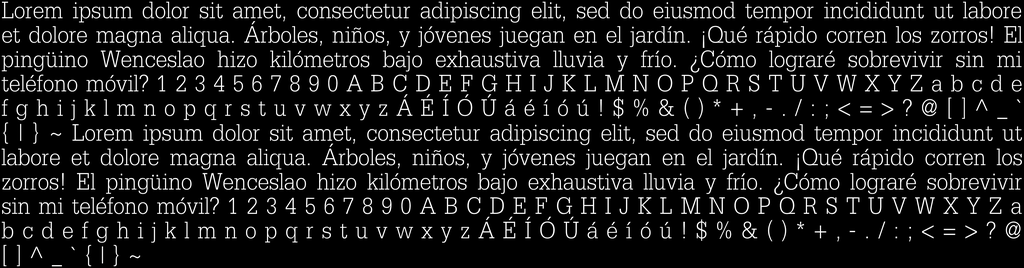 Lorem ipsum dolor sit amet, consectetur adipiscing elit, sed do eiusmod tempor incididunt ut labore
et dolore magna aliqua. Árboles, niños, y jóvenes juegan en el jardín. ¡Qué rápido corren los zorros! El
pingüino Wenceslao hizo kilómetros bajo exhaustiva lluvia y frío. ¿Cómo lograré sobrevivir sin mi
teléfono móvil? 1 2 3 4 5 6 7 8 9 0 A B C D E F G H I J K L M N O P Q R S T U V W X Y Z a b c d e
f g h i j k l m n o p q r s t u v w x y z Á É Í Ó Ú á é í ó ú ! $ % & ( ) * + , - . / : ; < = > ? @ [ ] ^ _ `
{ | } ~ Lorem ipsum dolor sit amet, consectetur adipiscing elit, sed do eiusmod tempor incididunt ut
labore et dolore magna aliqua. Árboles, niños, y jóvenes juegan en el jardín. ¡Qué rápido corren los
zorros! El pingüino Wenceslao hizo kilómetros bajo exhaustiva lluvia y frío. ¿Cómo lograré sobrevivir
sin mi teléfono móvil? 1 2 3 4 5 6 7 8 9 0 A B C D E F G H I J K L M N O P Q R S T U V W X Y Z a
b c d e f g h i j k l m n o p q r s t u v w x y z Á É Í Ó Ú á é í ó ú ! $ % & ( ) * + , - . / : ; < = > ? @
[ ] ^ _ ` { | } ~